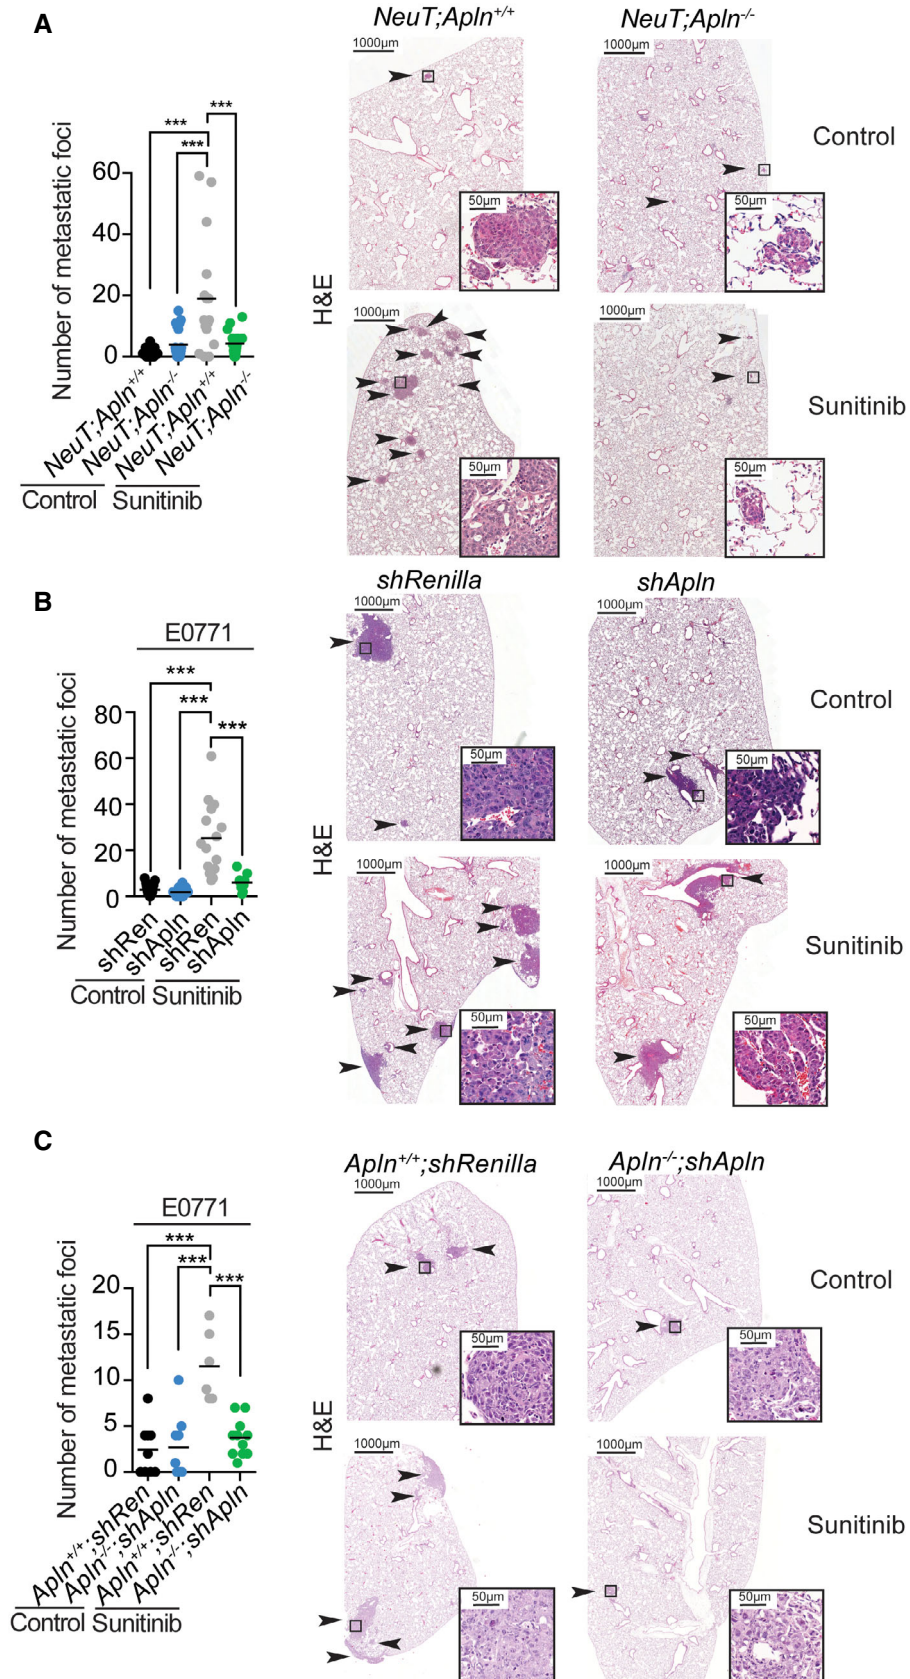 A
NeuT;Apln+/+
NeuT;Apln-/-
1000µm
1000µm
***
***
***
Control
Number of metastatic foci
60
40
20
0
50µm
50µm
H&E
1000µm
1000µm
Sunitinib
NeuT;Apln+/+
NeuT;Apln-/-
NeuT;Apln+/+
NeuT;Apln-/-
Control
Sunitinib
50µm
50µm
B
shRenilla
shApln
1000µm
1000µm
E0771
***
***
***
Control
Number of metastatic foci
80
60
40
20
0
50µm
50µm
H&E
1000µm
1000µm
shRen
shApln
shRen
shApln
Control
Sunitinib
Sunitinib
50µm
50µm
C
Apln+/+;shRenilla
Apln-/-;shApln
1000µm
1000µm
E0771
***
***
***
Control
Number of metastatic foci
20
15
10
5
0
50µm
50µm
H&E
1000µm
1000µm
Apln+/+;shRen
Apln-/-;shApln
Apln+/+;shRen
Apln-/-;shApln
Control
Sunitinib
Sunitinib
50µm
50µm